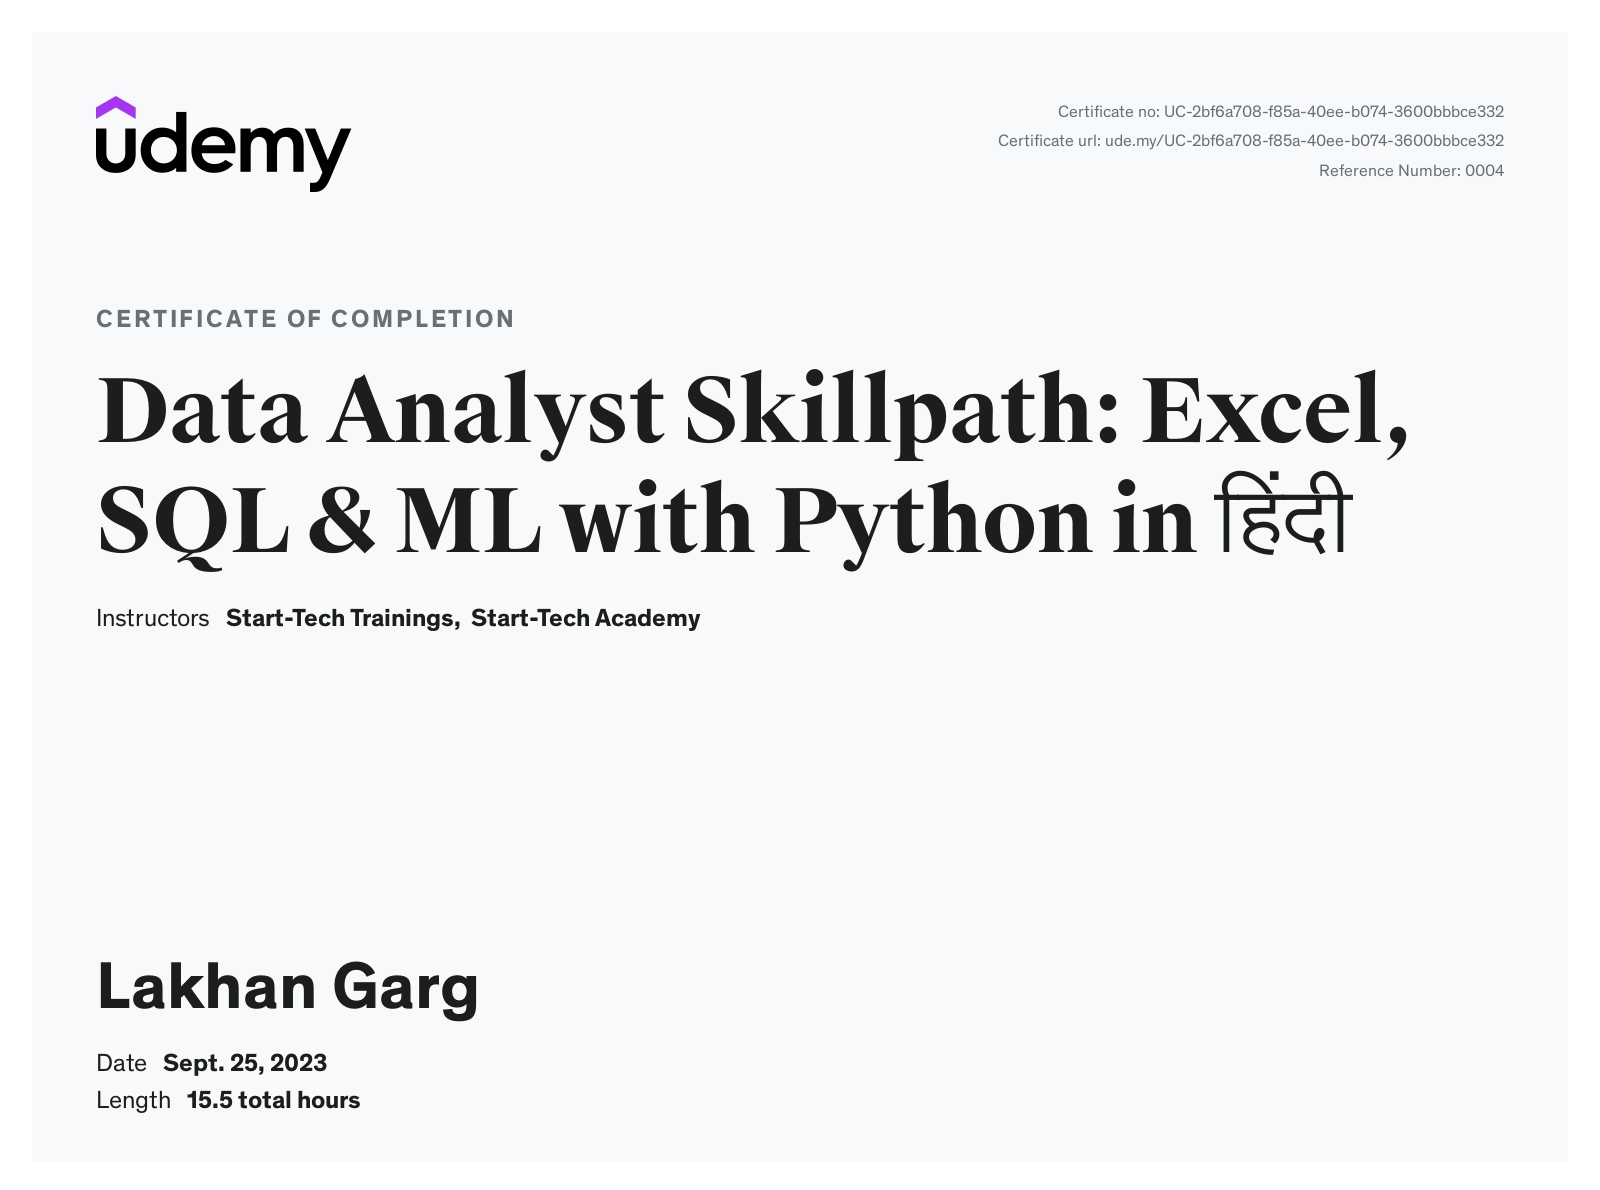 udemy
Certificate no: UC-2bf6a708-f85a-40ee-b074-3600bbbce332
Certificate url: ude.my/UC-2bf6a708-f85a-40ee-b074-3600bbbce332
Reference Number: 0004
CERTIFICATE OF COMPLETION
Data Analyst Skillpath: Excel,
SQL & ML with Python in हिंदी
Instructors Start-Tech Trainings, Start-Tech Academy
Lakhan Garg
Date Sept. 25, 2023
Length 15.5 total hours